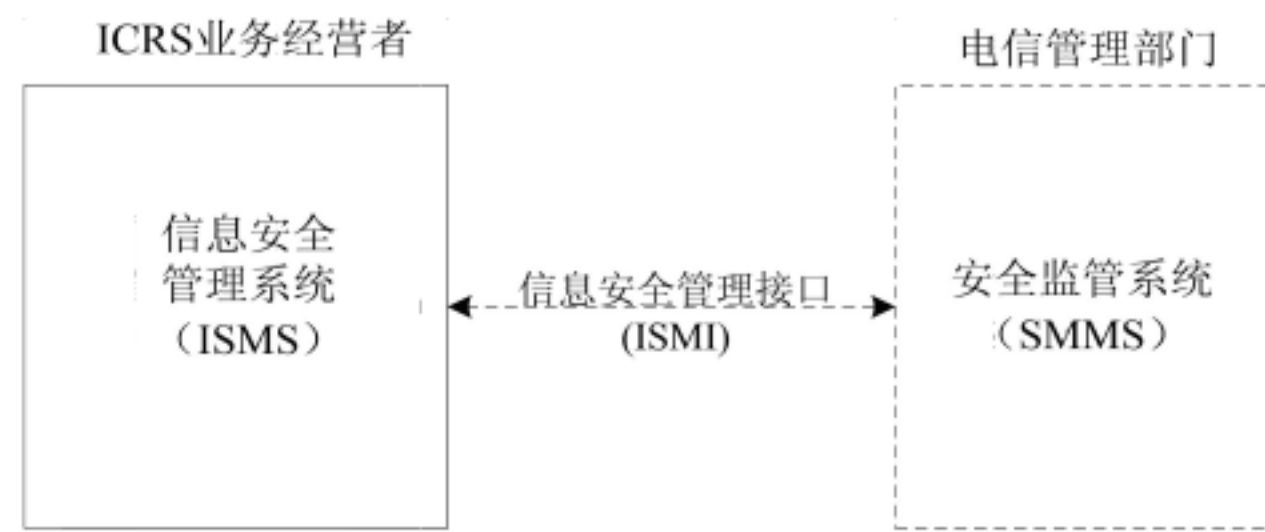 ICRS业务经营者
电信管理部门
信息安全
管理系统
（ISMS）
信息安全管理接口
(ISMI)
安全监管系统
（SMMS）